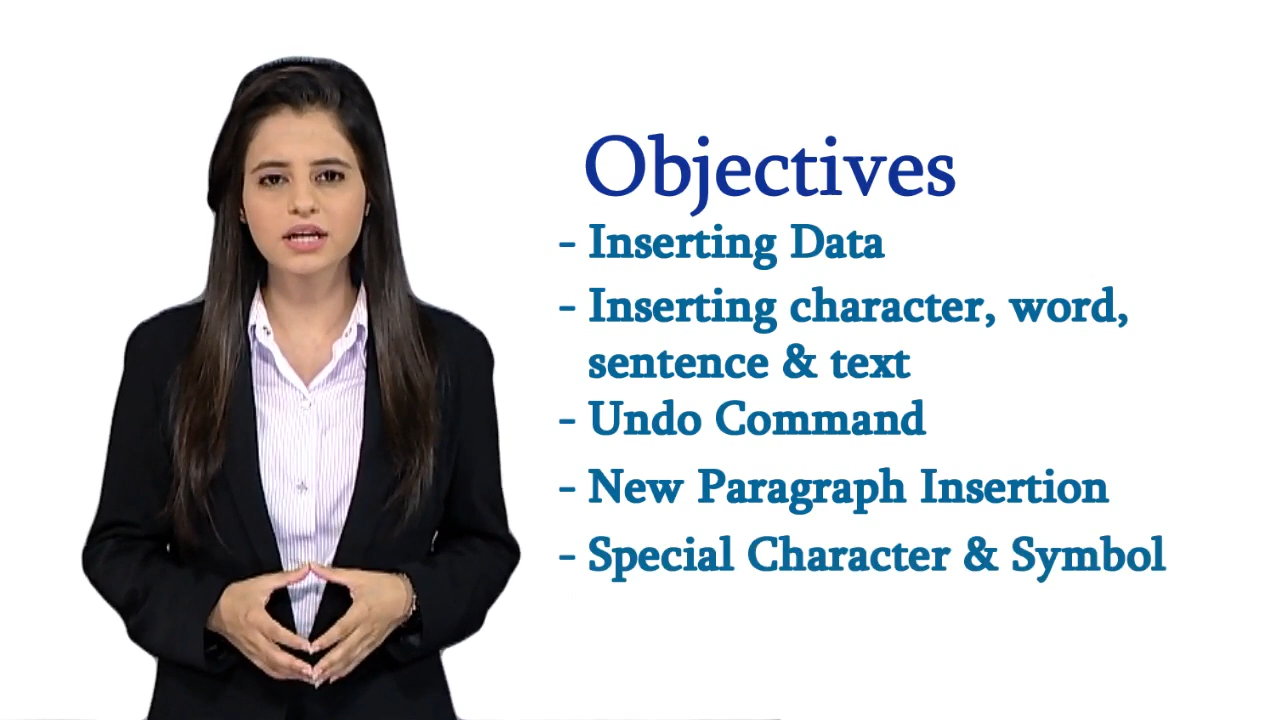 Objectives
- Inserting Data
- Inserting character, word,
sentence & text
- Undo Command
- New Paragraph Insertion
- Special Character & Symbol